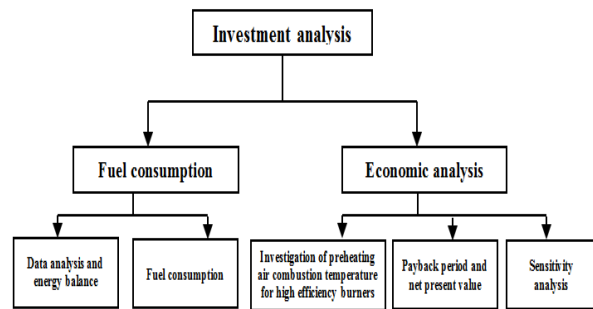 Investment analysis
Fuel consumption
Economic analysis
Data analysis and
energy balance
Fuel consumption
Investigation of preheating
air combustion temperature
for high efficiency burners
Payback period and
net present value
Sensitivity
analysis